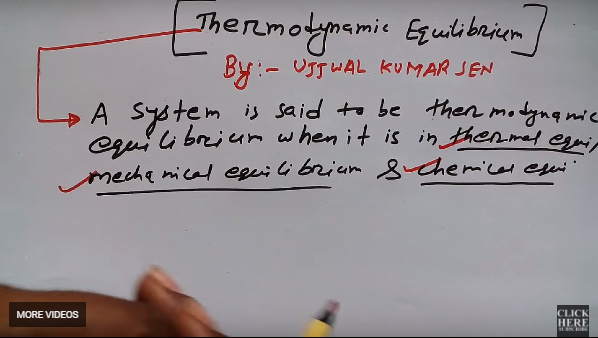 [Thermodynamic Equilibrium]
By:- UJJWAL KUMAR SEN
A system is said to be thermodynamic
equilibrium when it is in thermal equi,
mechanical equilibrium & chemical equi
MORE VIDEOS
CLICK
HERE
SUBSCRIBE